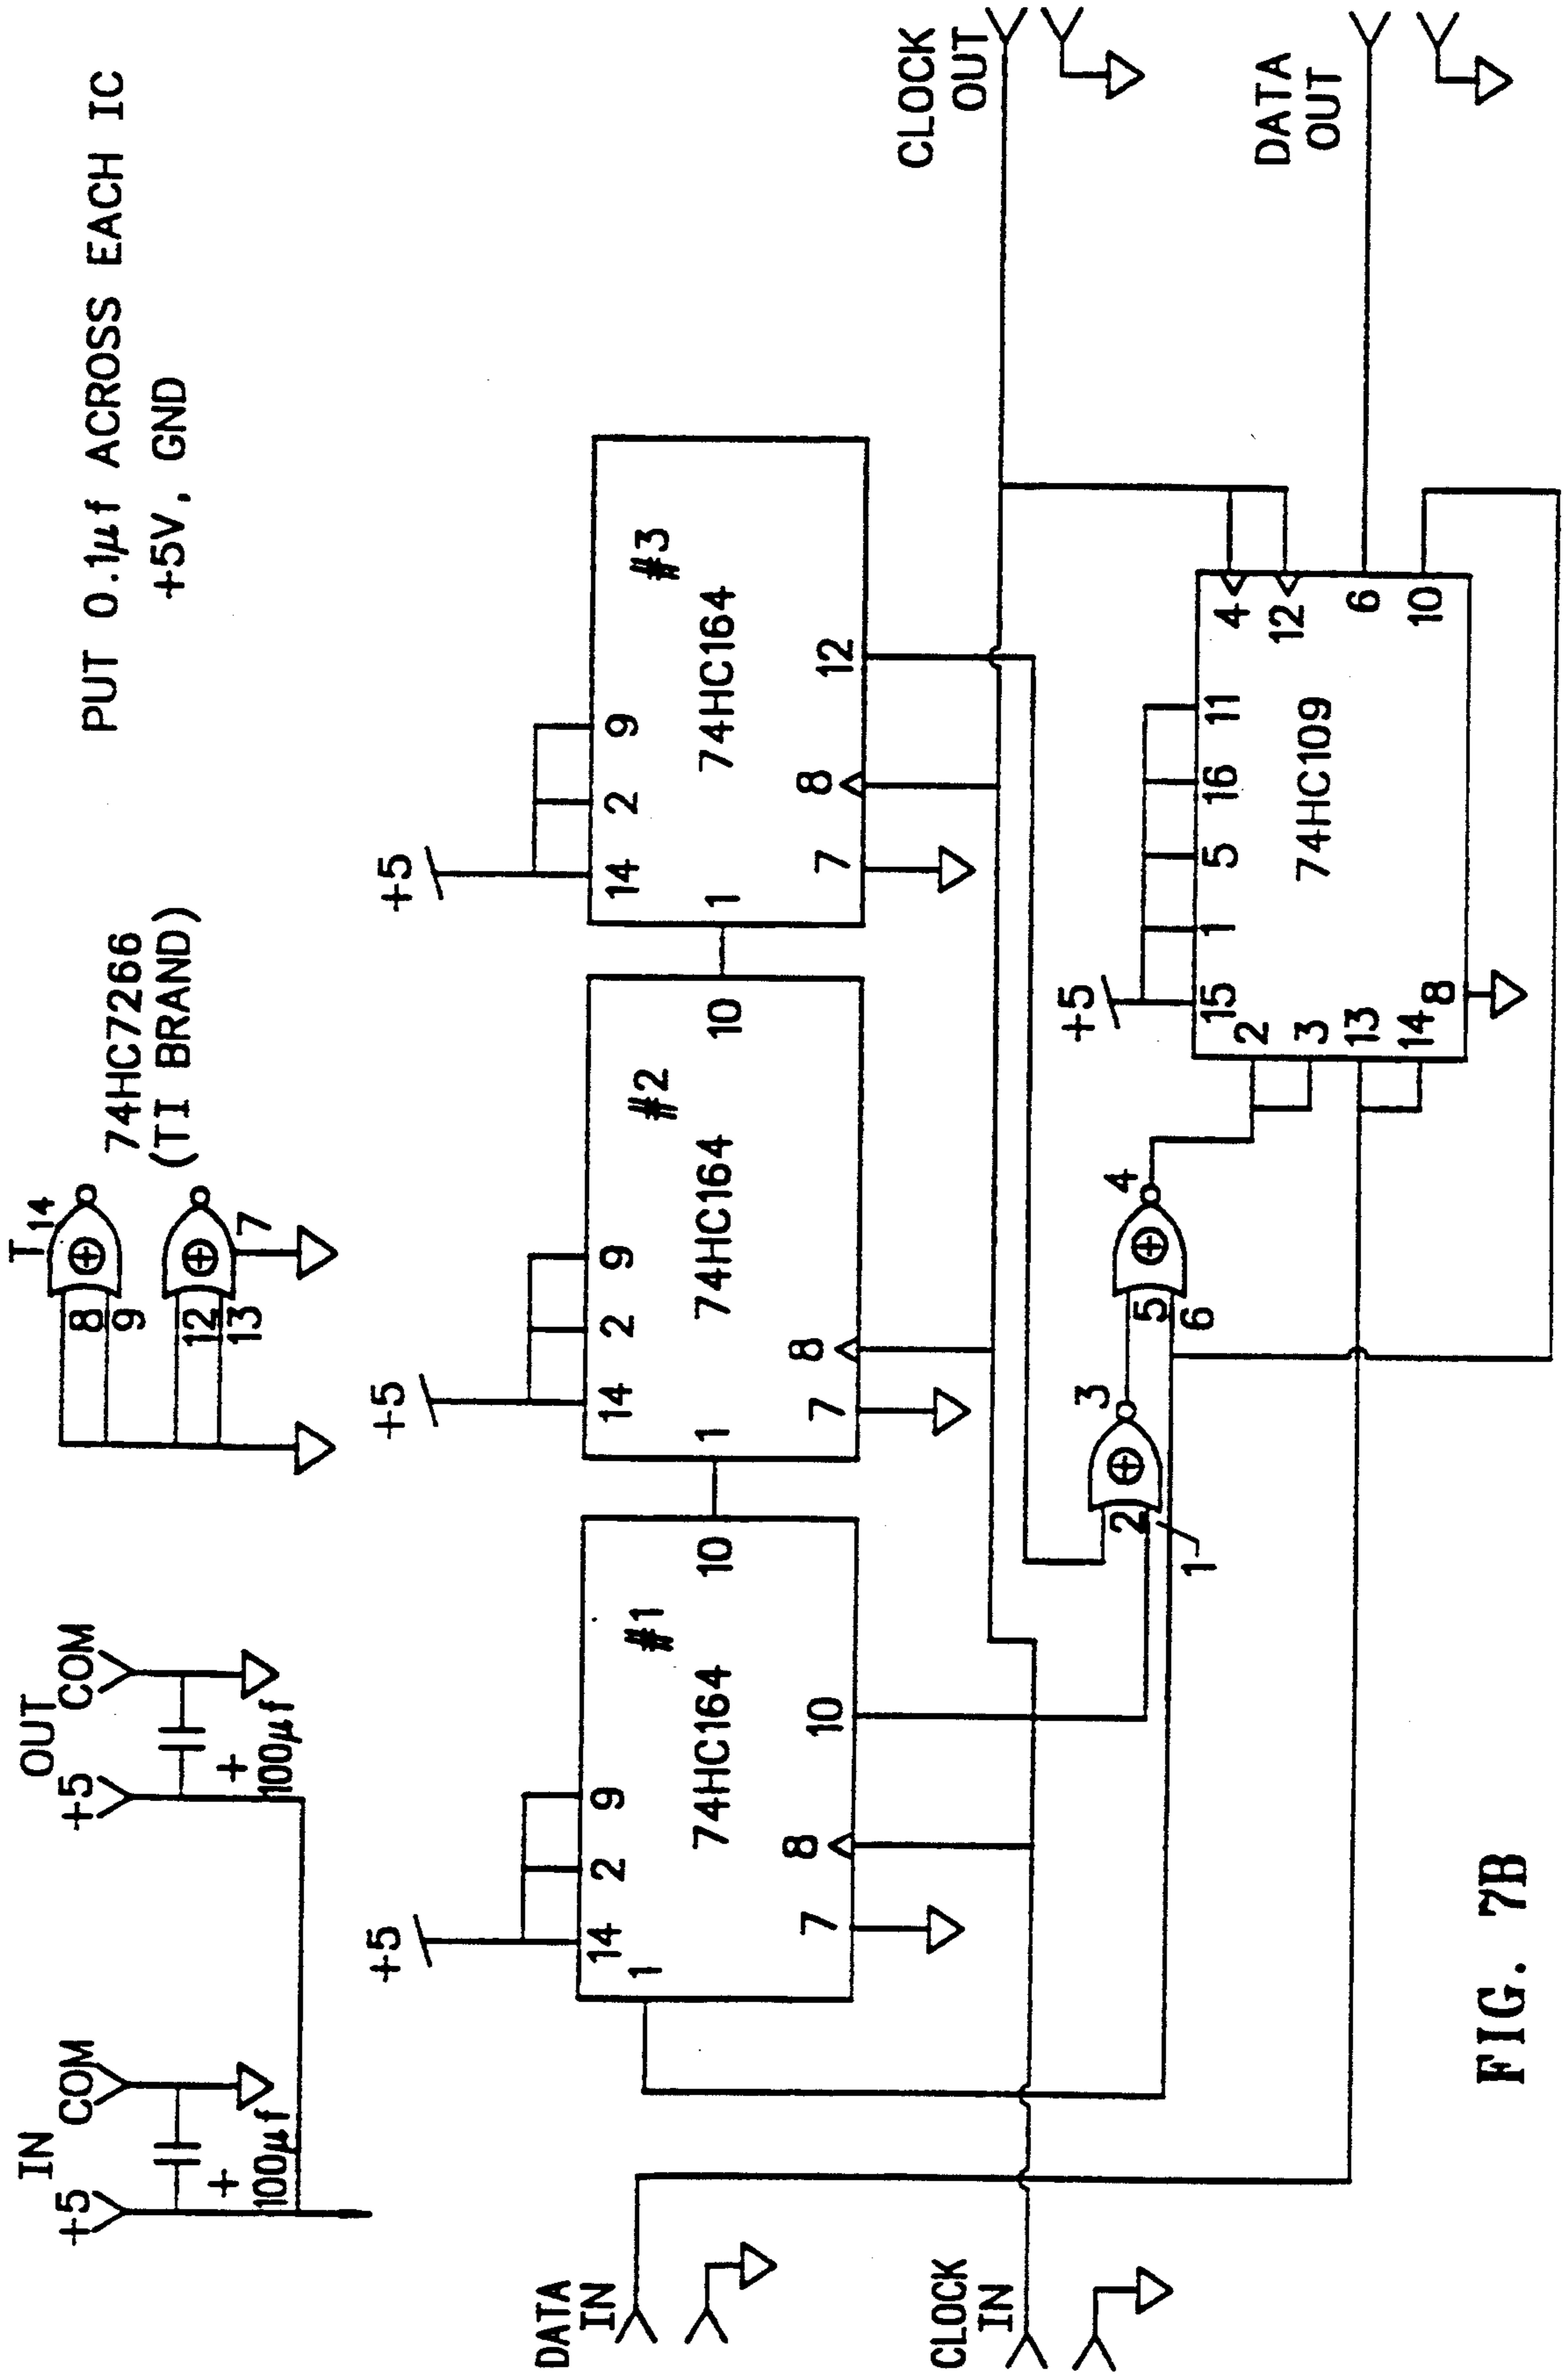 IN
+5
COM
+
100µf
OUT
+5
COM
+
100µf
T
14
8
9
12
13
7
74HC7266
(TI BRAND)
PUT 0.1µf ACROSS EACH IC
+5V, GND
+5
14
2
9
1
#1
74HC164
10
7
8
10
+5
14
2
9
1
#2
74HC164
10
7
8
+5
14
2
9
1
#3
74HC164
7
8
12
DATA
IN
CLOCK
IN
2
1
3
5
6
4
+5
15
1
5
16
11
2
3
13
14
8
74HC109
4
12
6
10
CLOCK
OUT
DATA
OUT
FIG. 7B